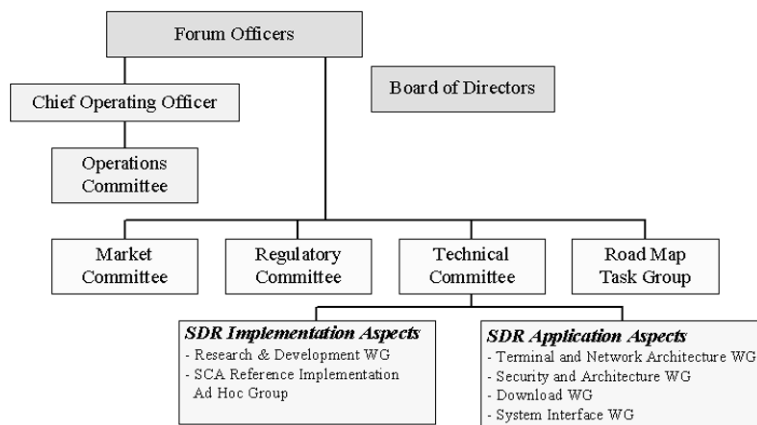 Forum Officers
Board of Directors
Chief Operating Officer
Operations
Committee
Market
Committee
Regulatory
Committee
Technical
Committee
Road Map
Task Group
SDR Implementation Aspects
- Research & Development WG
- SCA Reference Implementation
Ad Hoc Group
SDR Application Aspects
- Terminal and Network Architecture WG
- Security and Architecture WG
- Download WG
- System Interface WG